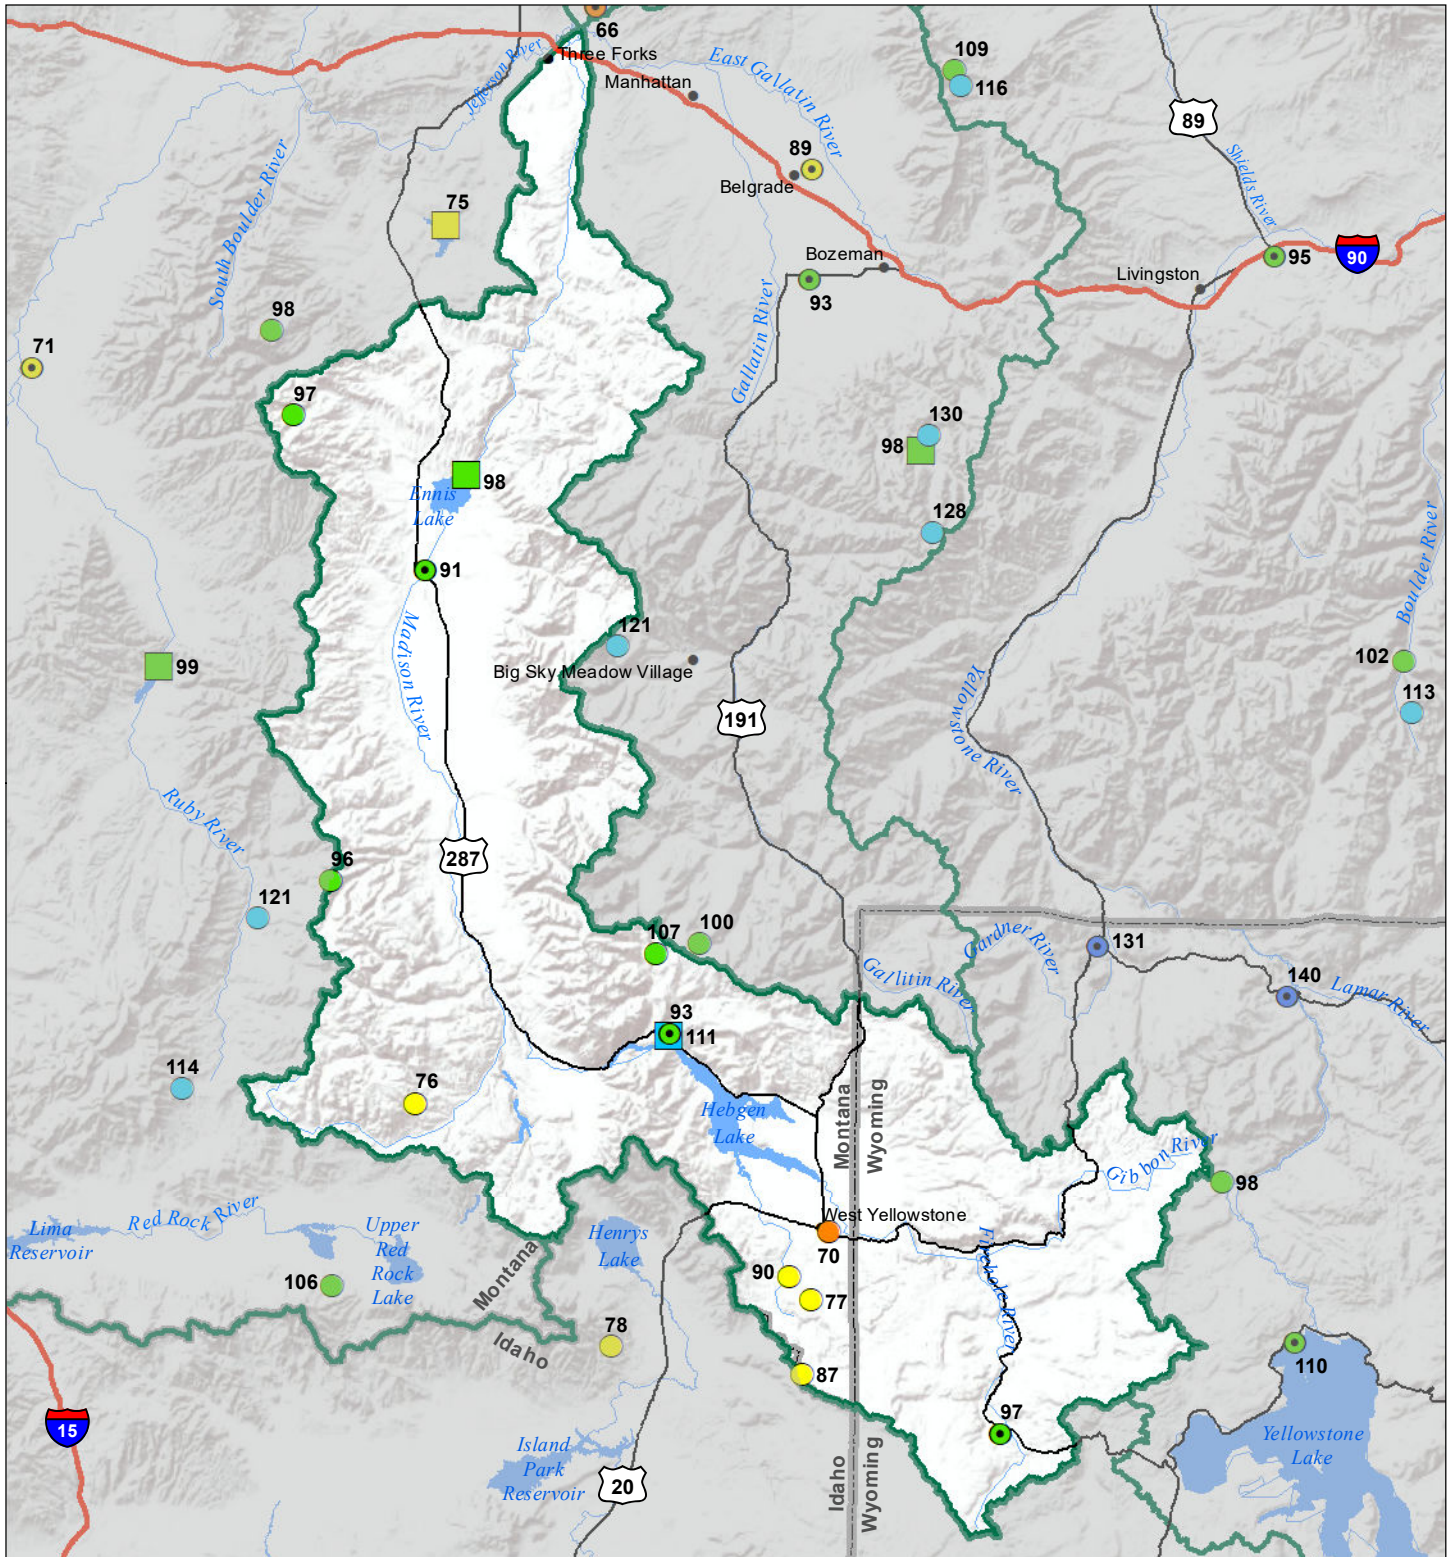 66
Three Forks
Jefferson River
Manhattan
East Gallatin River
109
116
89
Shields River
89
Belgrade
75
South Boulder River
Bozeman
93
Livingston
95
90
98
71
Gallatin River
97
130
98
98
Ennis
Lake
128
Boulder River
91
Madison River
121
Big Sky Meadow Village
99
102
113
191
Yellowstone River
Ruby River
287
96
121
107
100
Gallitin River
Gardner River
131
140
Lamar River
93
111
114
76
Hebgen
Lake
Montana
Wyoming
Gibbon River
98
Lima
Reservoir
Red Rock River
Upper
Red
Rock
Lake
Henrys
Lake
West Yellowstone
70
Firehole River
106
Montana
Idaho
90
77
78
87
110
15
Island
Park
Reservoir
20
97
Idaho
Wyoming
Yellowstone
Lake